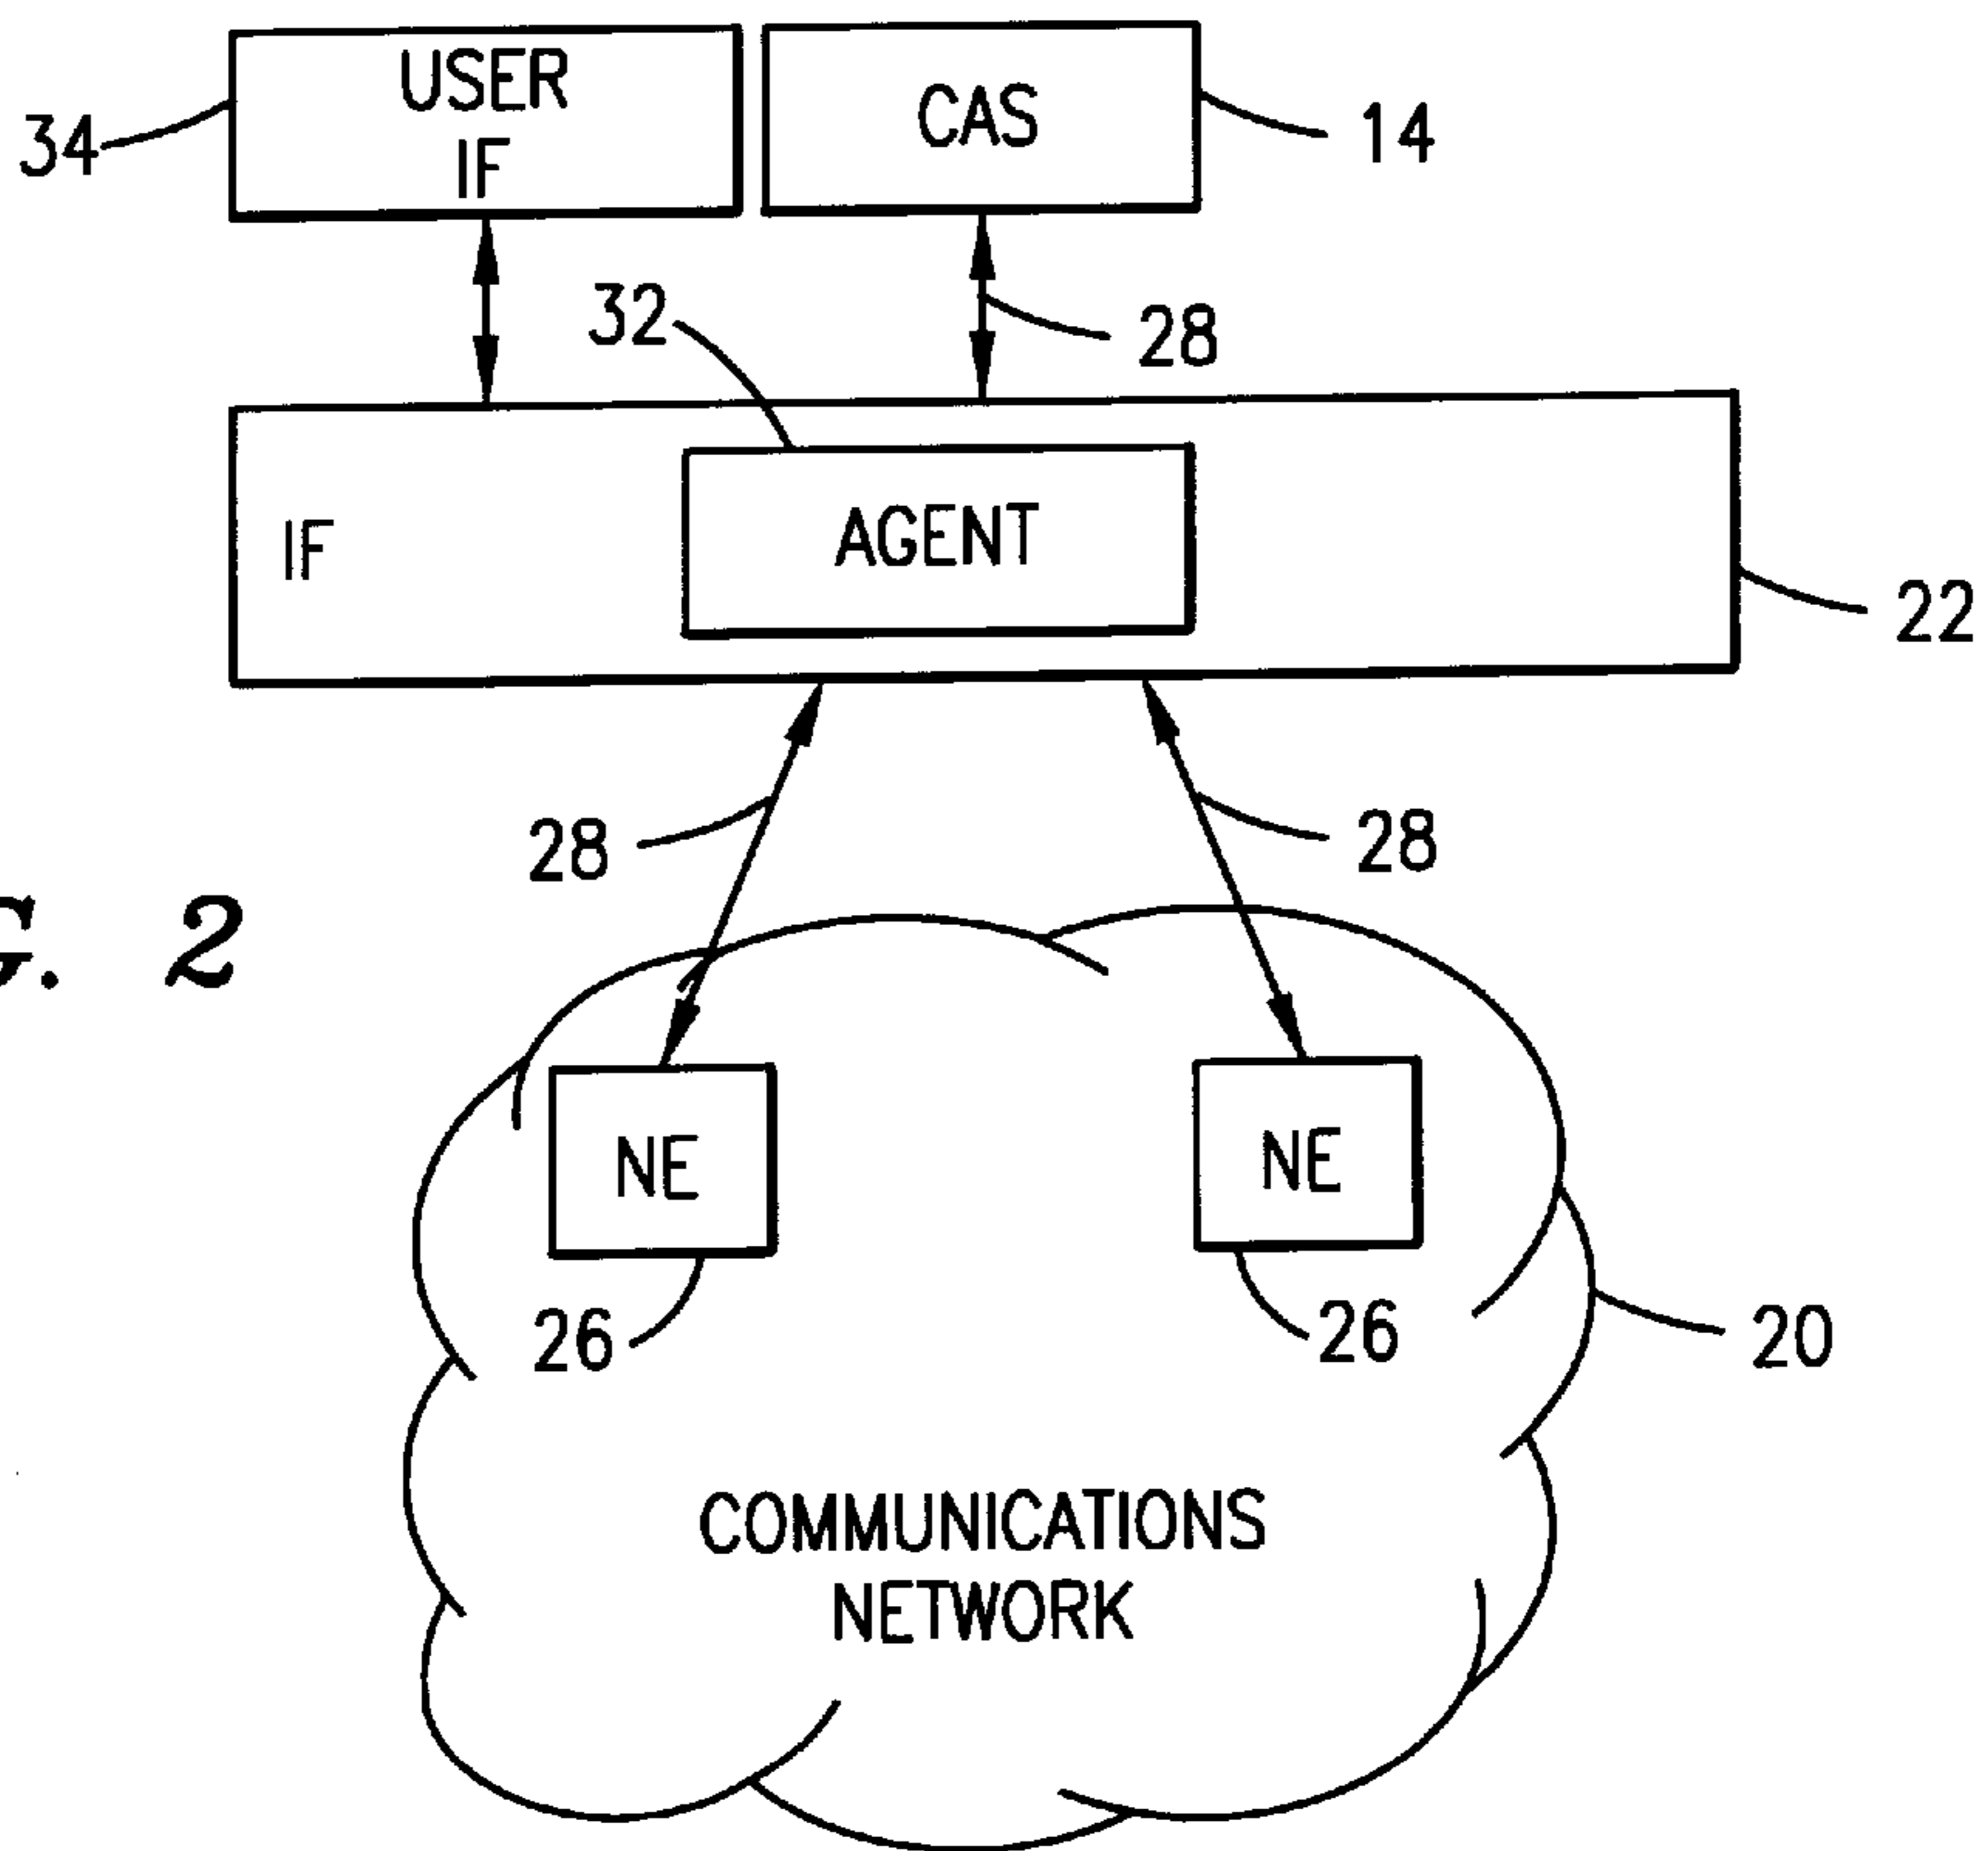 USER
IF
CAS
34
14
32
28
IF
AGENT
22
28
28
G. 2
NE
NE
26
26
20
COMMUNICATIONS
NETWORK